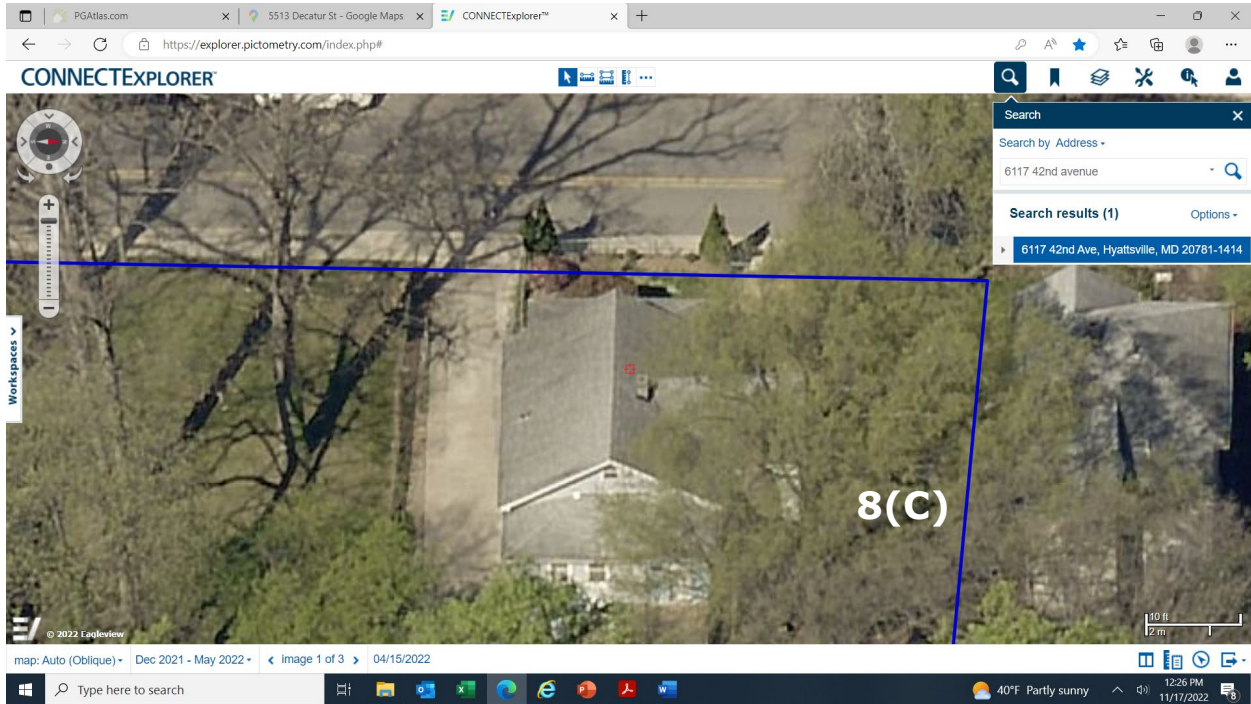 PGAtlas.com
5513 Decatur St - Google Maps
CONNECTExplorer™
https://explorer.pictometry.com/index.php#
CONNECTEXPLORER™
Search
Search by Address
6117 42nd avenue
Search results (1) Options
6117 42nd Ave, Hyattsville, MD 20781-1414
Workspaces
8(C)
10 ft
2 m
© 2022 Eagleview
map: Auto (Oblique) Dec 2021 - May 2022 image 1 of 3 04/15/2022
Type here to search
40°F Partly sunny
12:26 PM
11/17/2022
8